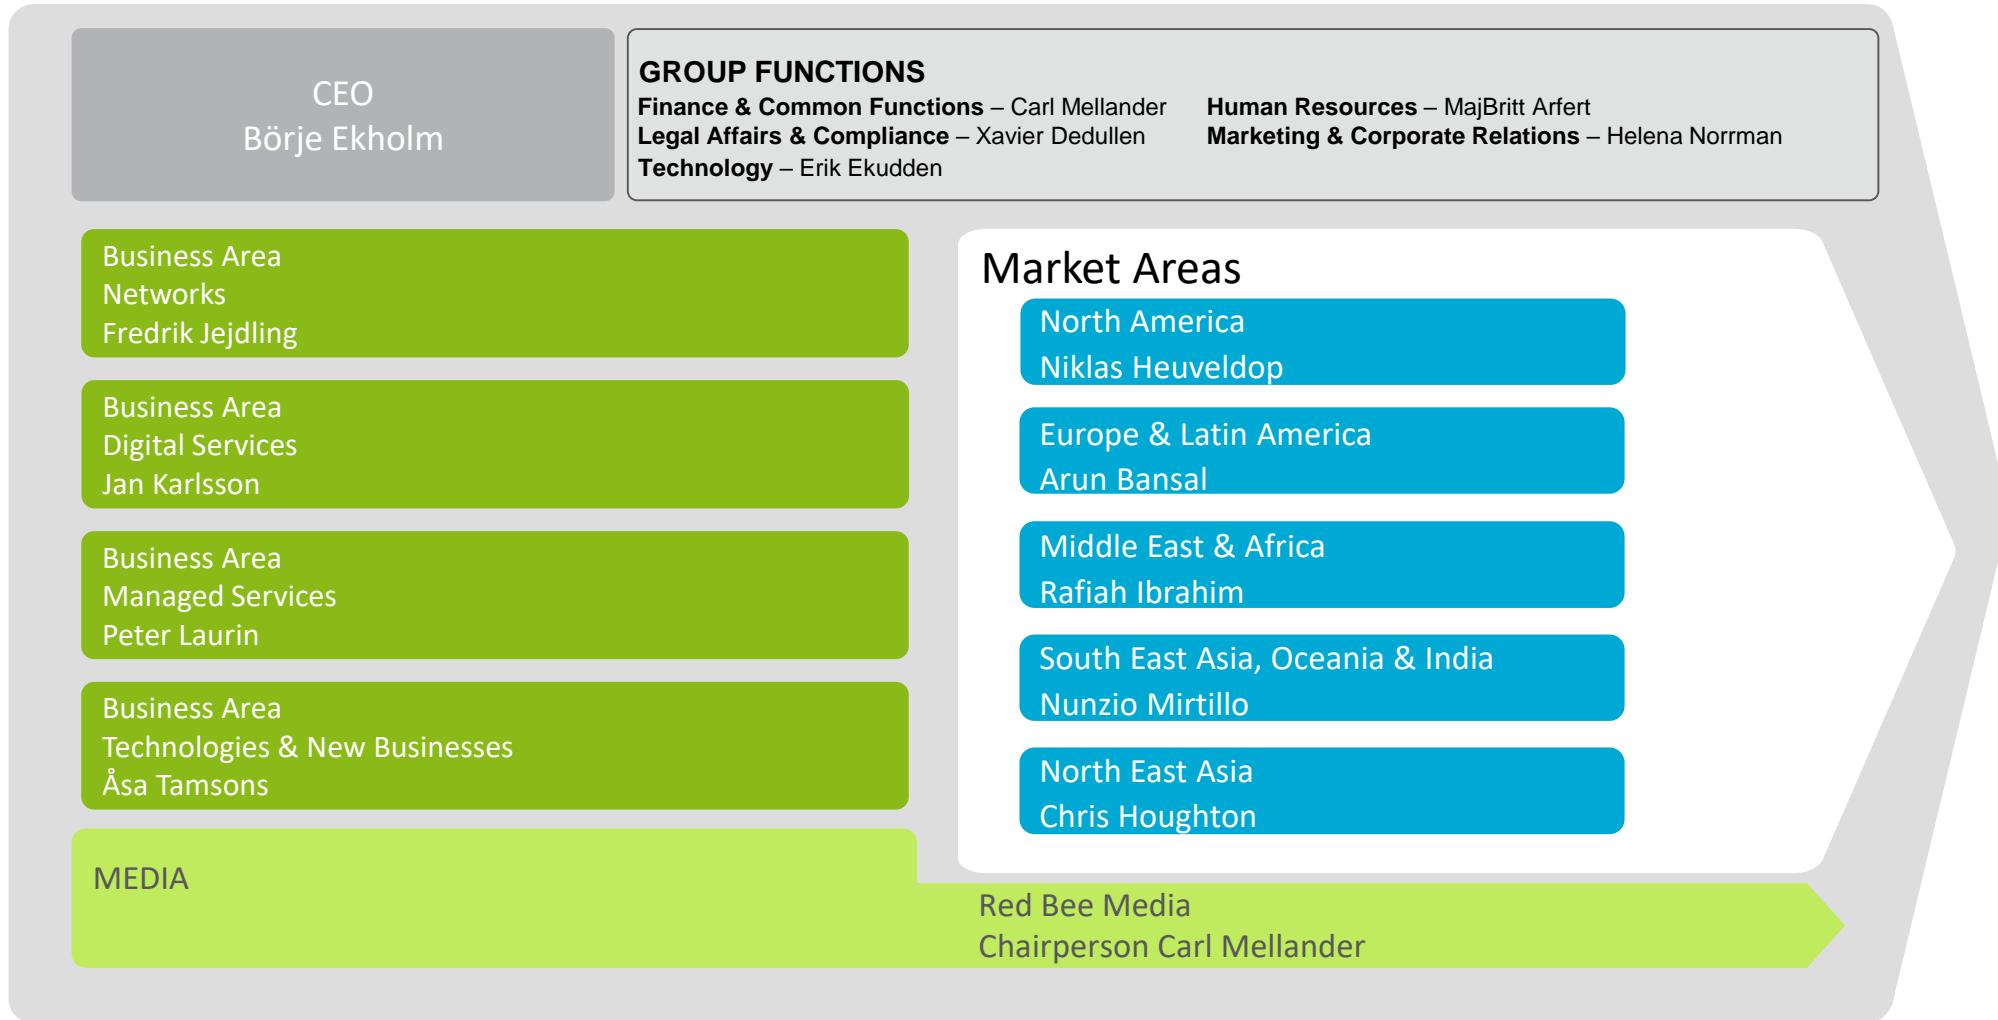 CEO
Börje Ekholm
GROUP FUNCTIONS
Finance & Common Functions – Carl Mellander
Human Resources – MajBritt Arfert
Legal Affairs & Compliance – Xavier Dedullen
Marketing & Corporate Relations – Helena Norrman
Technology – Erik Ekudden
Business Area
Networks
Fredrik Jejdling
Business Area
Digital Services
Jan Karlsson
Business Area
Managed Services
Peter Laurin
Business Area
Technologies & New Businesses
Åsa Tamsons
Market Areas
North America
Niklas Heuveldop
Europe & Latin America
Arun Bansal
Middle East & Africa
Rafiah Ibrahim
South East Asia, Oceania & India
Nunzio Mirtillo
North East Asia
Chris Houghton
MEDIA
Red Bee Media
Chairperson Carl Mellander